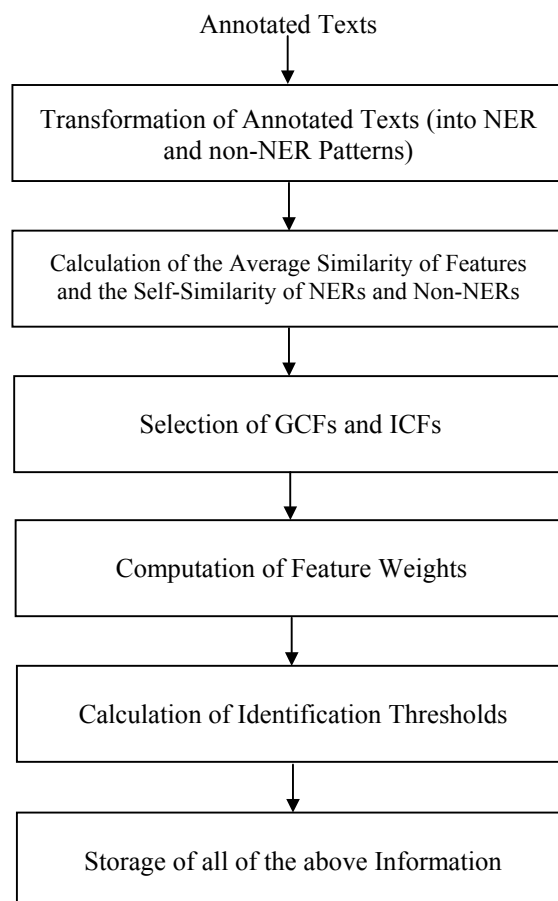 Annotated Texts
Transformation of Annotated Texts (into NER
and non-NER Patterns)
Calculation of the Average Similarity of Features
and the Self-Similarity of NERs and Non-NERs
Selection of GCFs and ICFs
Computation of Feature Weights
Calculation of Identification Thresholds
Storage of all of the above Information